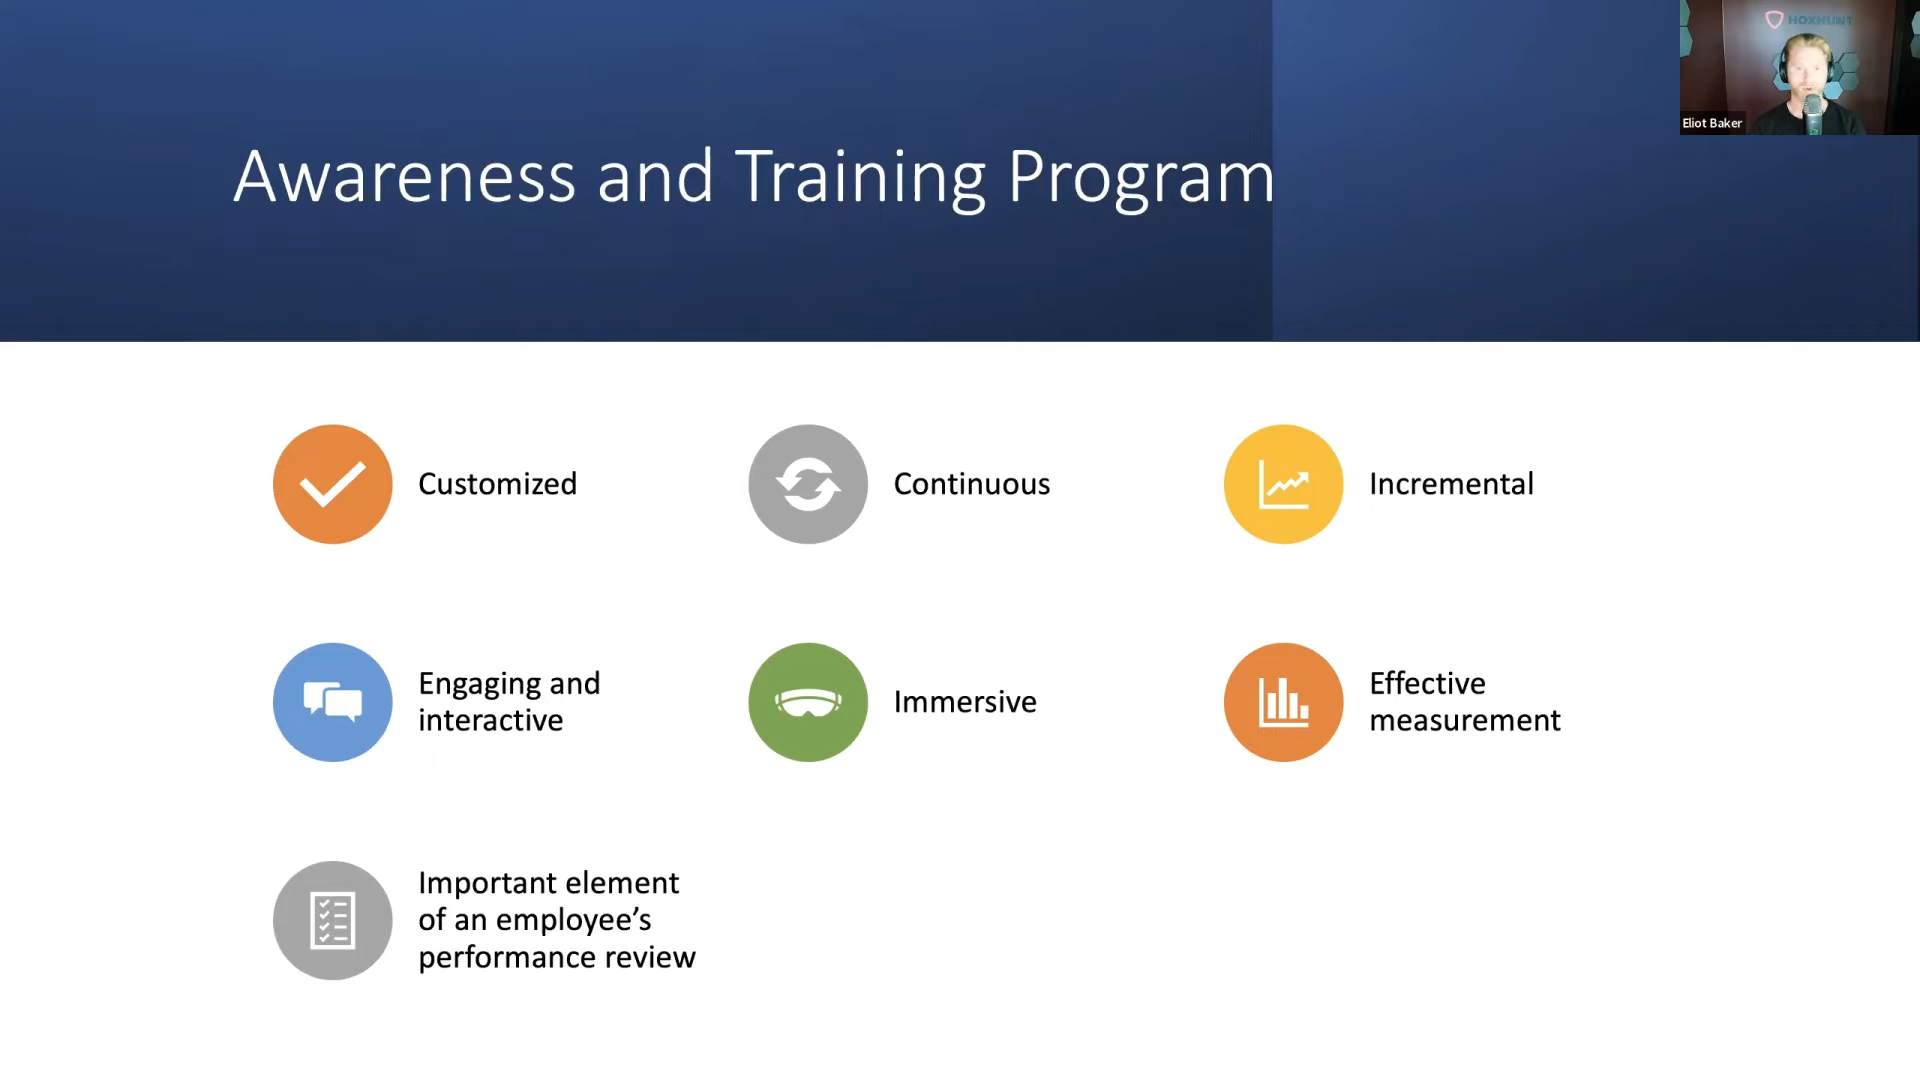 HOXHUNT
Eliot Baker
Awareness and Training Program
Customized
Continuous
Incremental
Engaging and
interactive
Immersive
Effective
measurement
Important element
of an employee’s
performance review